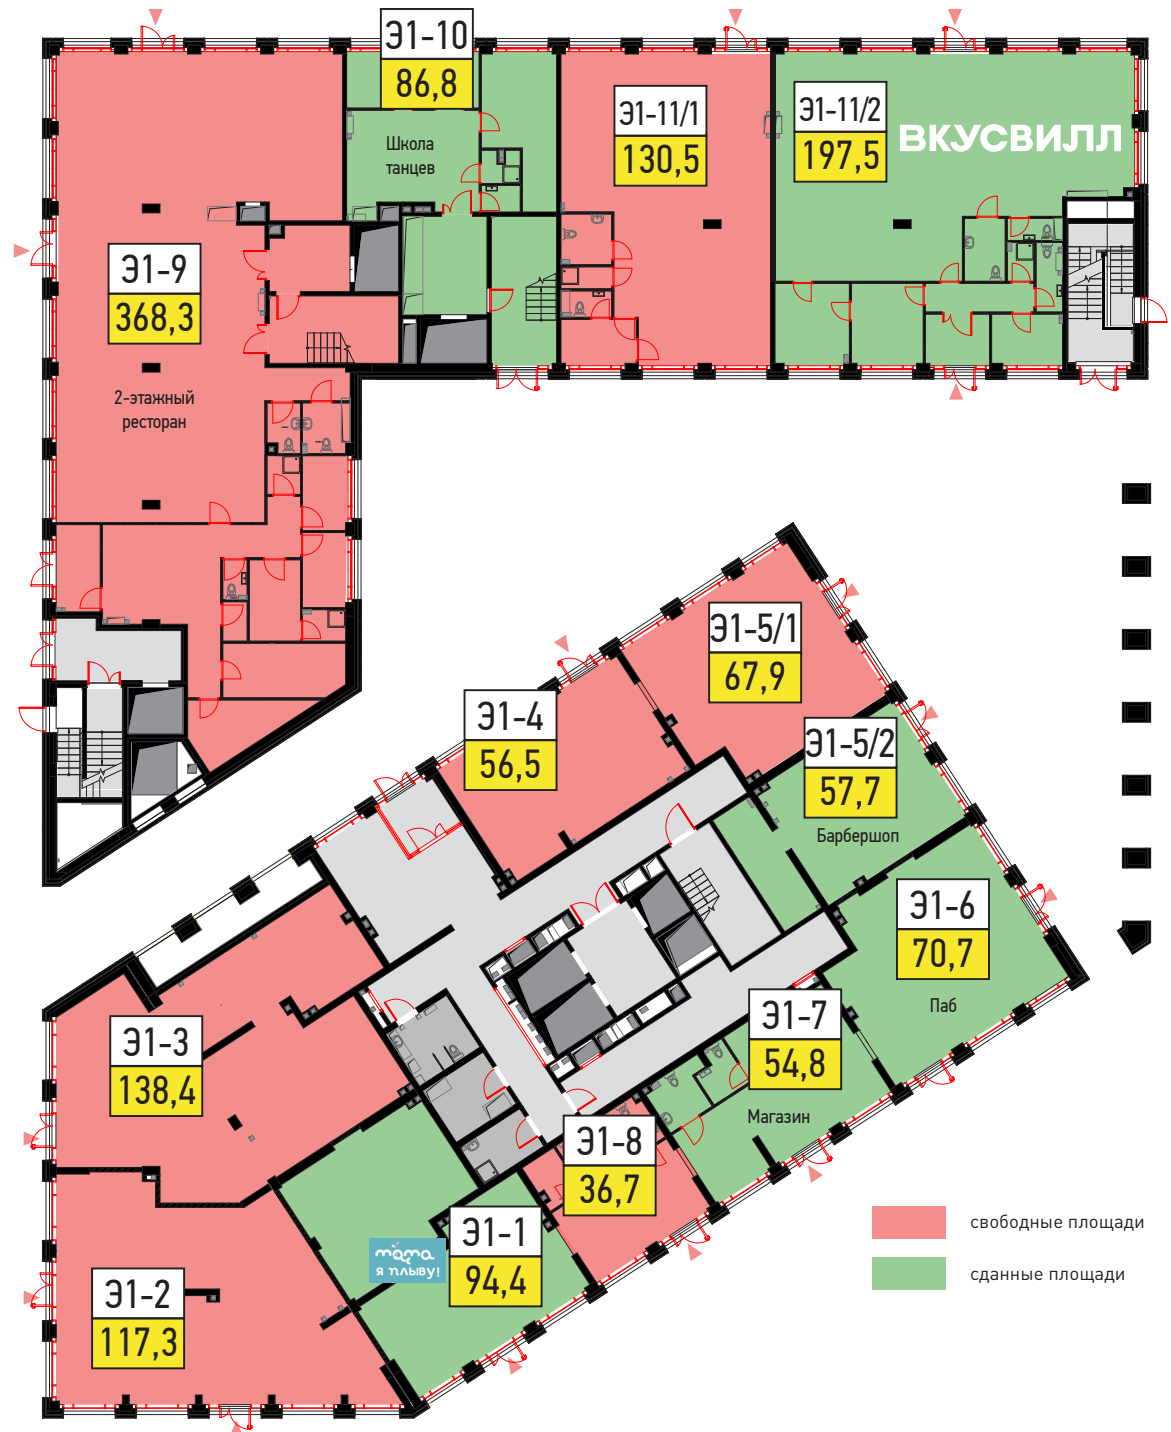 Э1-10
86,8
Школа
танцев
Э1-11/1
130,5
Э1-11/2
197,5
ВКУСВИЛЛ
Э1-9
368,3
2-этажный
ресторан
Э1-5/1
67,9
Э1-4
56,5
Э1-5/2
57,7
Барбершоп
Э1-6
70,7
Паб
Э1-3
138,4
Э1-7
54,8
Магазин
Э1-8
36,7
Э1-1
94,4
мама
я плыву!
Э1-2
117,3
свободные площади
сданные площади